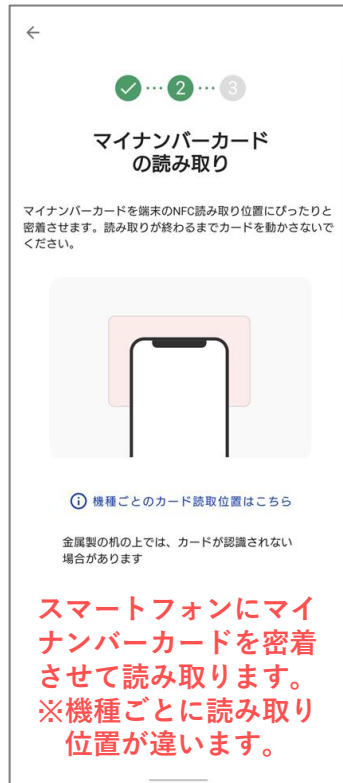 ←
✓…2…3
マイナンバーカード
の読み取り
マイナンバーカードを端末のNFC読み取り位置にぴったりと
密着させます。読み取りが終わるまでカードを動かさないで
ください。
機種ごとのカード読取位置はこちら
金属製の机の上では、カードが認識されない
場合があります
スマートフォンにマイ
ナンバーカードを密着
させて読み取ります。
※機種ごとに読み取り
位置が違います。